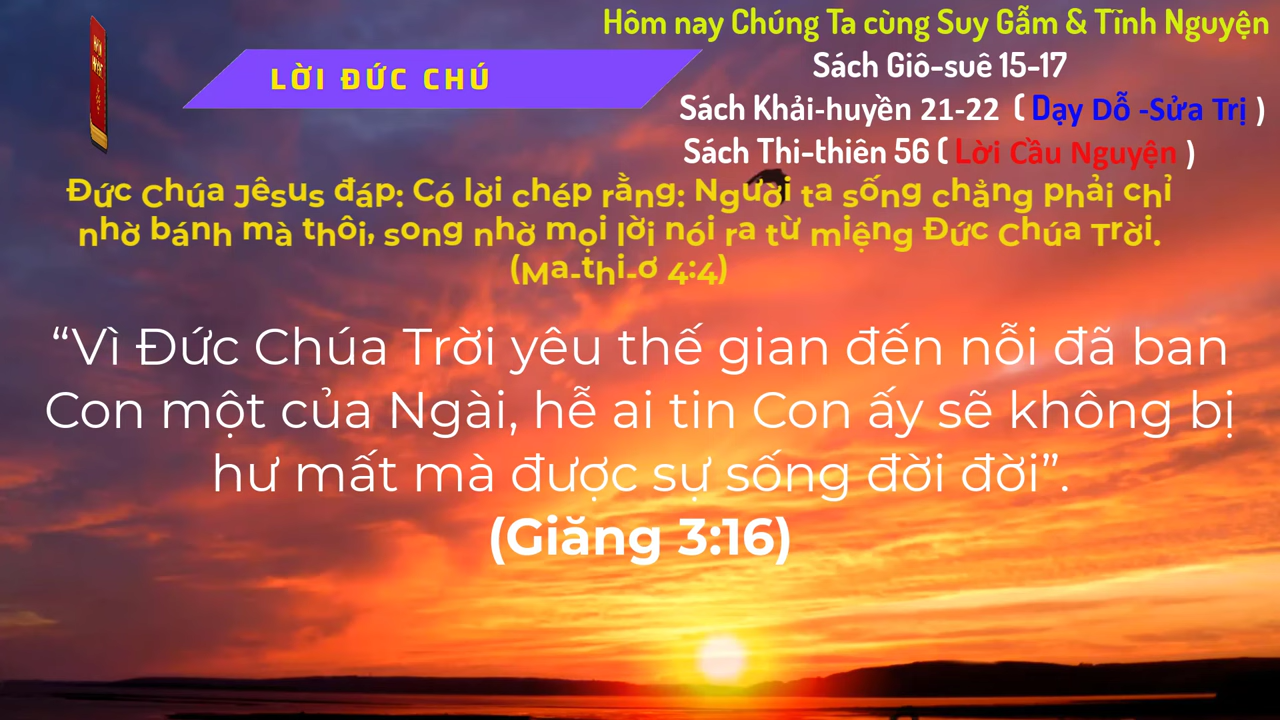 Hôm nay Chúng Ta cùng Suy Gẫm & Tĩnh Nguyện
LỜI ĐỨC CHÚ
Sách Giô-suê 15-17
Sách Khải-huyền 21-22 ( Dạy Dỗ -Sửa Trị )
Sách Thi-thiên 56 ( Lời Cầu Nguyện )
Đức Chúa Jêsus đáp: Có lời chép rằng: Người ta sống chẳng phải chỉ
nhờ bánh mà thôi, song nhờ mọi lời nói ra từ miệng Đức Chúa Trời.
(Ma-thi-ơ 4:4)
“Vì Đức Chúa Trời yêu thế gian đến nỗi đã ban
Con một của Ngài, hễ ai tin Con ấy sẽ không bị
hư mất mà được sự sống đời đời”.
(Giăng 3:16)